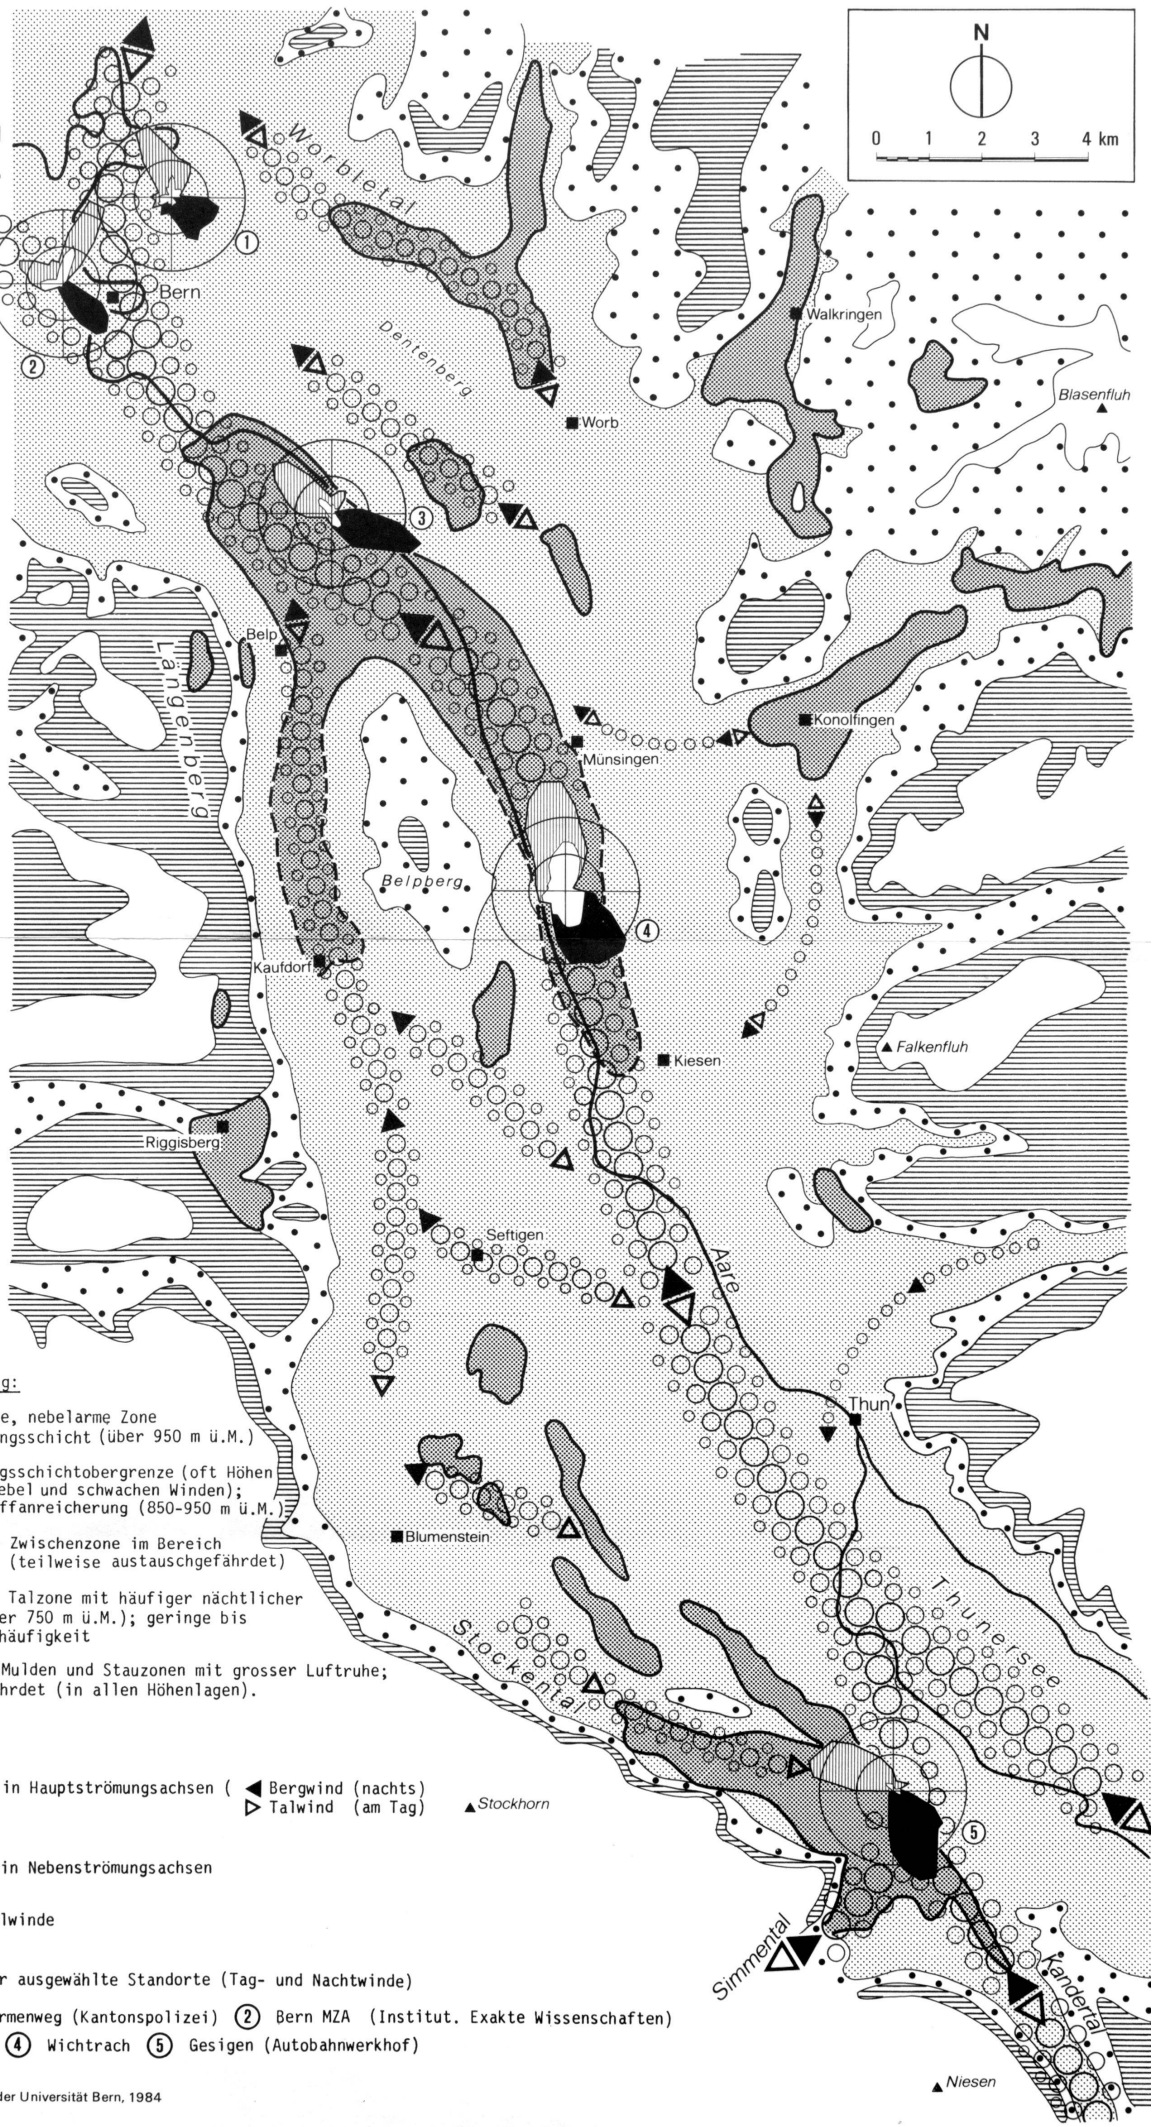 N
0 1 2 3 4 km
Worbletal
1
Bern
Walkringen
Dentenberg
2
Blasenfluh
Worb
3
Belp
Längenberg
Konolfingen
Münsingen
Belpberg
4
Kaufdorf
Falkenfluh
Kiesen
Riggisberg
Seftigen
Aare
g:
e, nebelarme Zone
ngsschicht (über 950 m ü.M.)
Thun
gsschichtobergrenze (oft Höhen
ebel und schwachen Winden);
ffanreicherung (850-950 m ü.M.)
Zwischenzone im Bereich
(teilweise austauschgefährdet)
Blumenstein
Talzone mit häufiger nächtlicher
er 750 m ü.M.); geringe bis
häufigkeit
Thunersee
Stockental
Mulden und Stauzonen mit grosser Luftruhe;
hrdet (in allen Höhenlagen).
in Hauptströmungsachsen ( Bergwind (nachts)
Talwind (am Tag)
Stockhorn
5
in Nebenströmungsachsen
lwinde
Simmental
Kandertal
r ausgewählte Standorte (Tag- und Nachtwinde)
rmenweg (Kantonspolizei) 2 Bern MZA (Institut. Exakte Wissenschaften)
4 Wichtrach 5 Gesigen (Autobahnwerkhof)
Niesen
der Universität Bern, 1984